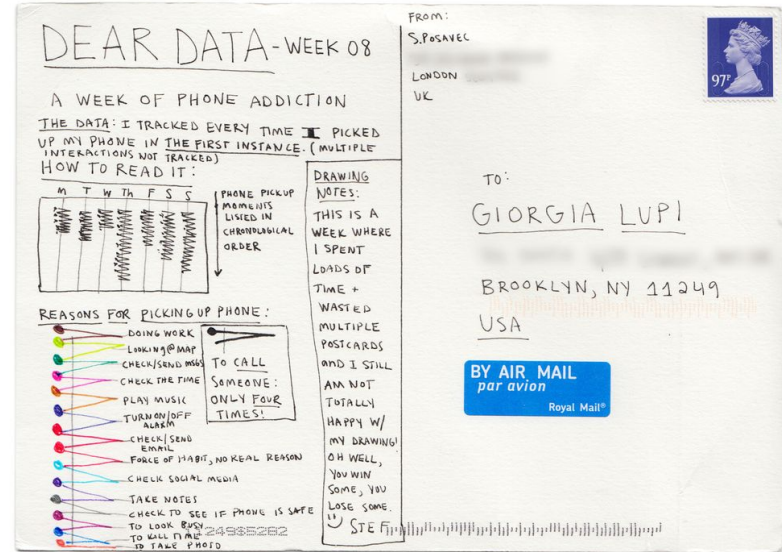 DEAR DATA - WEEK 08
A WEEK OF PHONE ADDICTION
THE DATA: I TRACKED EVERY TIME I PICKED
UP MY PHONE IN THE FIRST INSTANCE. (MULTIPLE
INTERACTIONS NOT TRACKED)
HOW TO READ IT:
M T W Th F S S
PHONE PICKUP
MOMENTS
LISTED IN
CHRONOLOGICAL
ORDER
REASONS FOR PICKING UP PHONE:
DOING WORK
LOOKING@MAP
CHECK/SEND MSGS
CHECK THE TIME
PLAY MUSIC
TURN ON/OFF
ALARM
CHECK/SEND
EMAIL
FORCE OF HABIT, NO REAL REASON
CHECK SOCIAL MEDIA
TAKE NOTES
CHECK TO SEE IF PHONE IS SAFE
TO LOOK BUSY
TO KILL TIME
TO TAKE PHOTO
TO CALL
SOMEONE:
ONLY FOUR
TIMES!
DRAWING
NOTES:
THIS IS A
WEEK WHERE
I SPENT
LOADS OF
TIME +
WASTED
MULTIPLE
POSTCARDS
and I STILL
AM NOT
TOTALLY
HAPPY W/
MY DRAWING!
OH WELL,
YOU WIN
SOME, YOU
LOSE SOME.
STEF
1124985282
FROM:
S.POSAVEC
LONDON
UK
97P
TO:
GIORGIA LUPI
BROOKLYN, NY 11249
USA
BY AIR MAIL
par avion
Royal Mail®